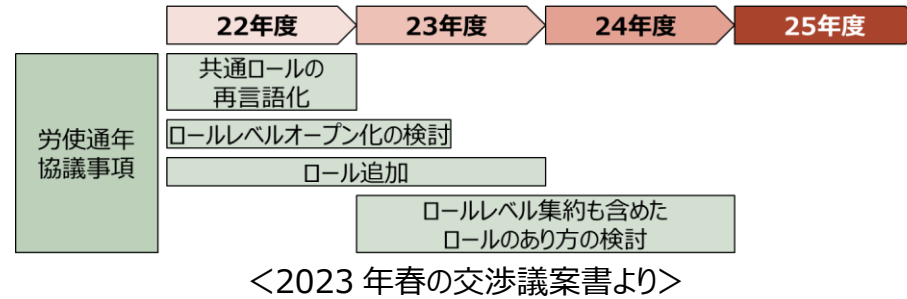 22年度 23年度 24年度 25年度
労使通年
協議事項
共通ロールの
再言語化
ロールレベルオープン化の検討
ロール追加
ロールレベル集約も含めた
ロールのあり方の検討
＜2023 年春の交渉議案書より＞